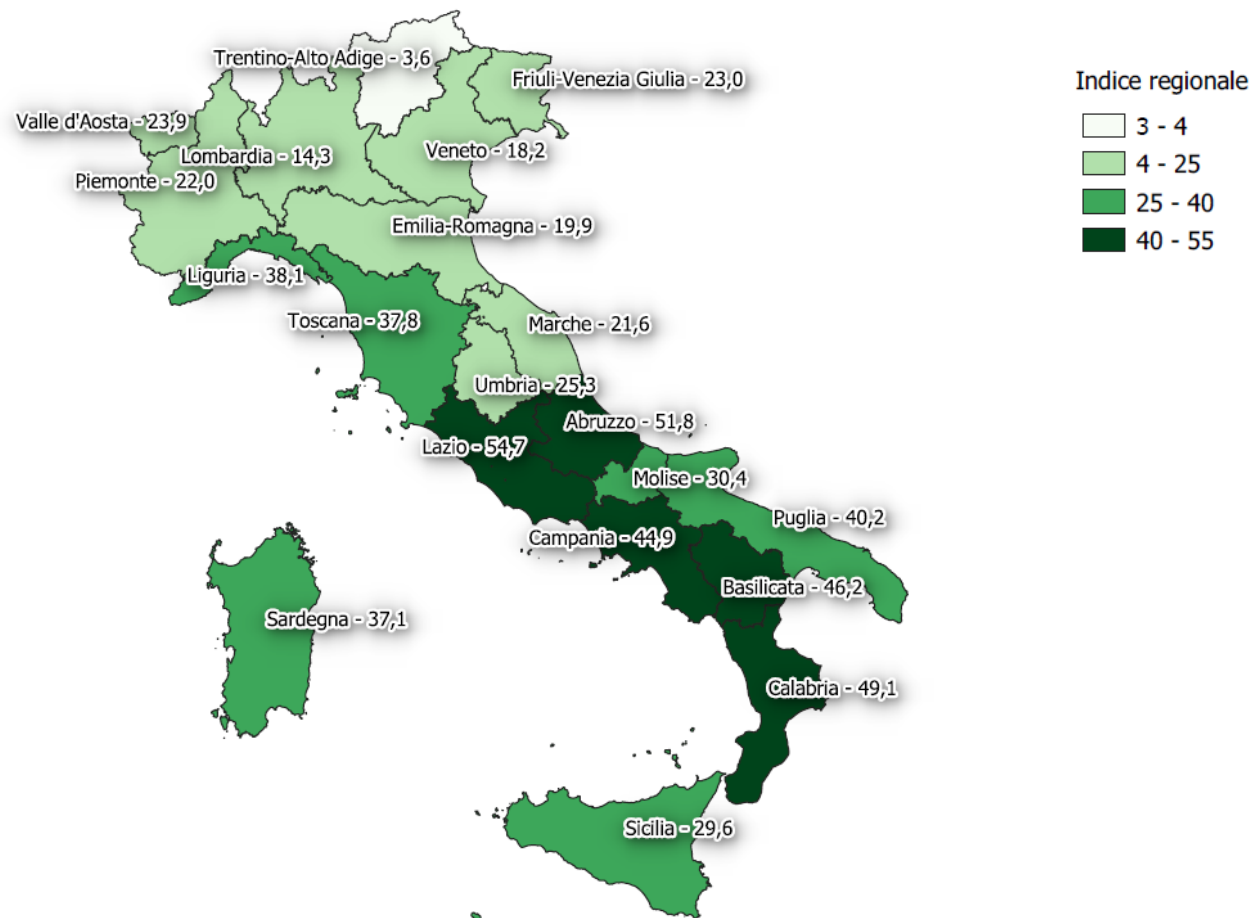 Trentino-Alto Adige - 3,6
Friuli-Venezia Giulia - 23,0
Valle d'Aosta - 23,9
Lombardia - 14,3
Veneto - 18,2
Piemonte - 22,0
Emilia-Romagna - 19,9
Liguria - 38,1
Toscana - 37,8
Marche - 21,6
Umbria - 25,3
Abruzzo - 51,8
Lazio - 54,7
Molise - 30,4
Puglia - 40,2
Campania - 44,9
Basilicata - 46,2
Sardegna - 37,1
Calabria - 49,1
Sicilia - 29,6
Indice regionale
3 - 4
4 - 25
25 - 40
40 - 55